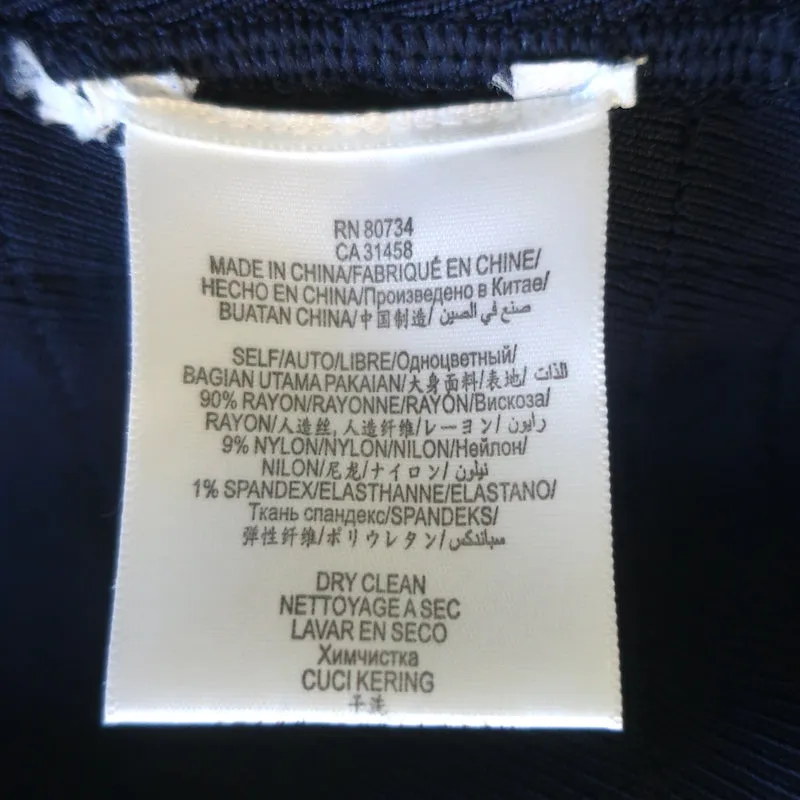 RN 80734
CA 31458
MADE IN CHINA/FABRIQUÉ EN CHINE/
HECHO EN CHINA/Произведено в Китае/
BUATAN CHINA/中国制造/ صنع في الصين
SELF/AUTO/LIBRE/Одноцветный/
BAGIAN UTAMA PAKAIAN/大身面料/表地/ الذات
90% RAYON/RAYONNE/RAYON/Вискоза/
RAYON/人造丝, 人造纤维/レーヨン/ رايون
9% NYLON/NYLON/NILON/Нейлон/
NILON/尼龙/ナイロン/ نيلون
1% SPANDEX/ELASTHANNE/ELASTANO/
Ткань спандекс/SPANDEKS/
弹性纤维/ポリウレタン/سباندكس
DRY CLEAN
NETTOYAGE A SEC
LAVAR EN SECO
Химчистка
CUCI KERING
干洗